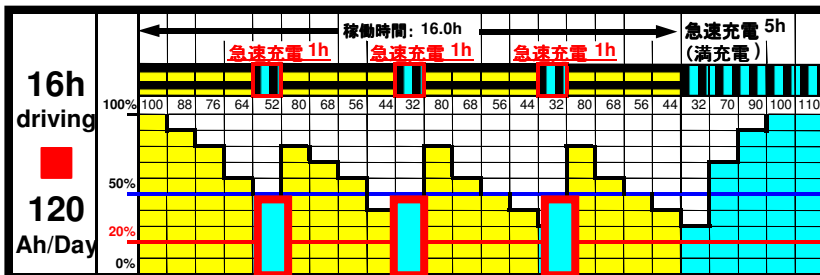 稼働時間: 16.0h
急速充電 5h
(満充電 )
急速充電 1h 急速充電 1h 急速充電 1h
16h
driving
120
Ah/Day
100% 100 88 76 64 52 80 68 56 44 32 80 68 56 44 32 80 68 56 44 32 70 90 100 110
50%
20%
0%